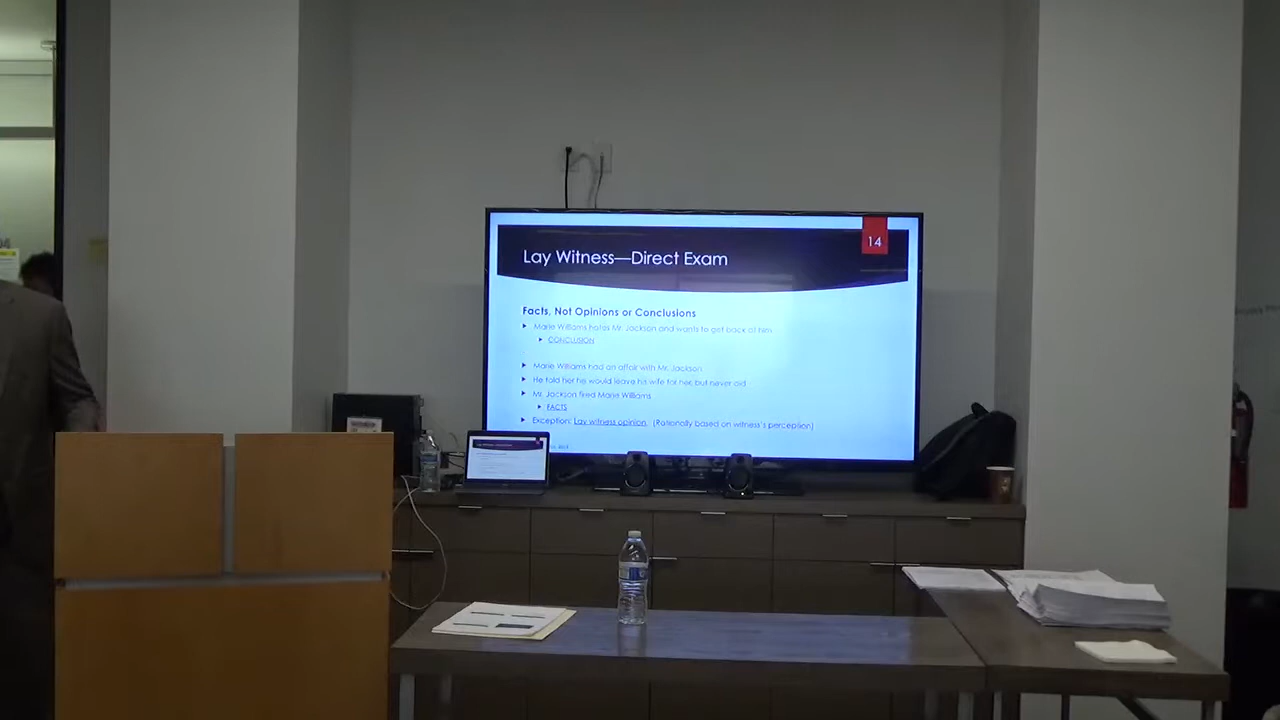 14
Lay Witness—Direct Exam
Facts, Not Opinions or Conclusions
Marie Williams hates Mr. Jackson and wants to get back at him
CONCLUSION
Marie Williams had an affair with Mr. Jackson
He told her he would leave his wife for her, but never did
Mr. Jackson fired Marie Williams
FACTS
Exception: Lay witness opinion. (Rationally based on witness's perception)